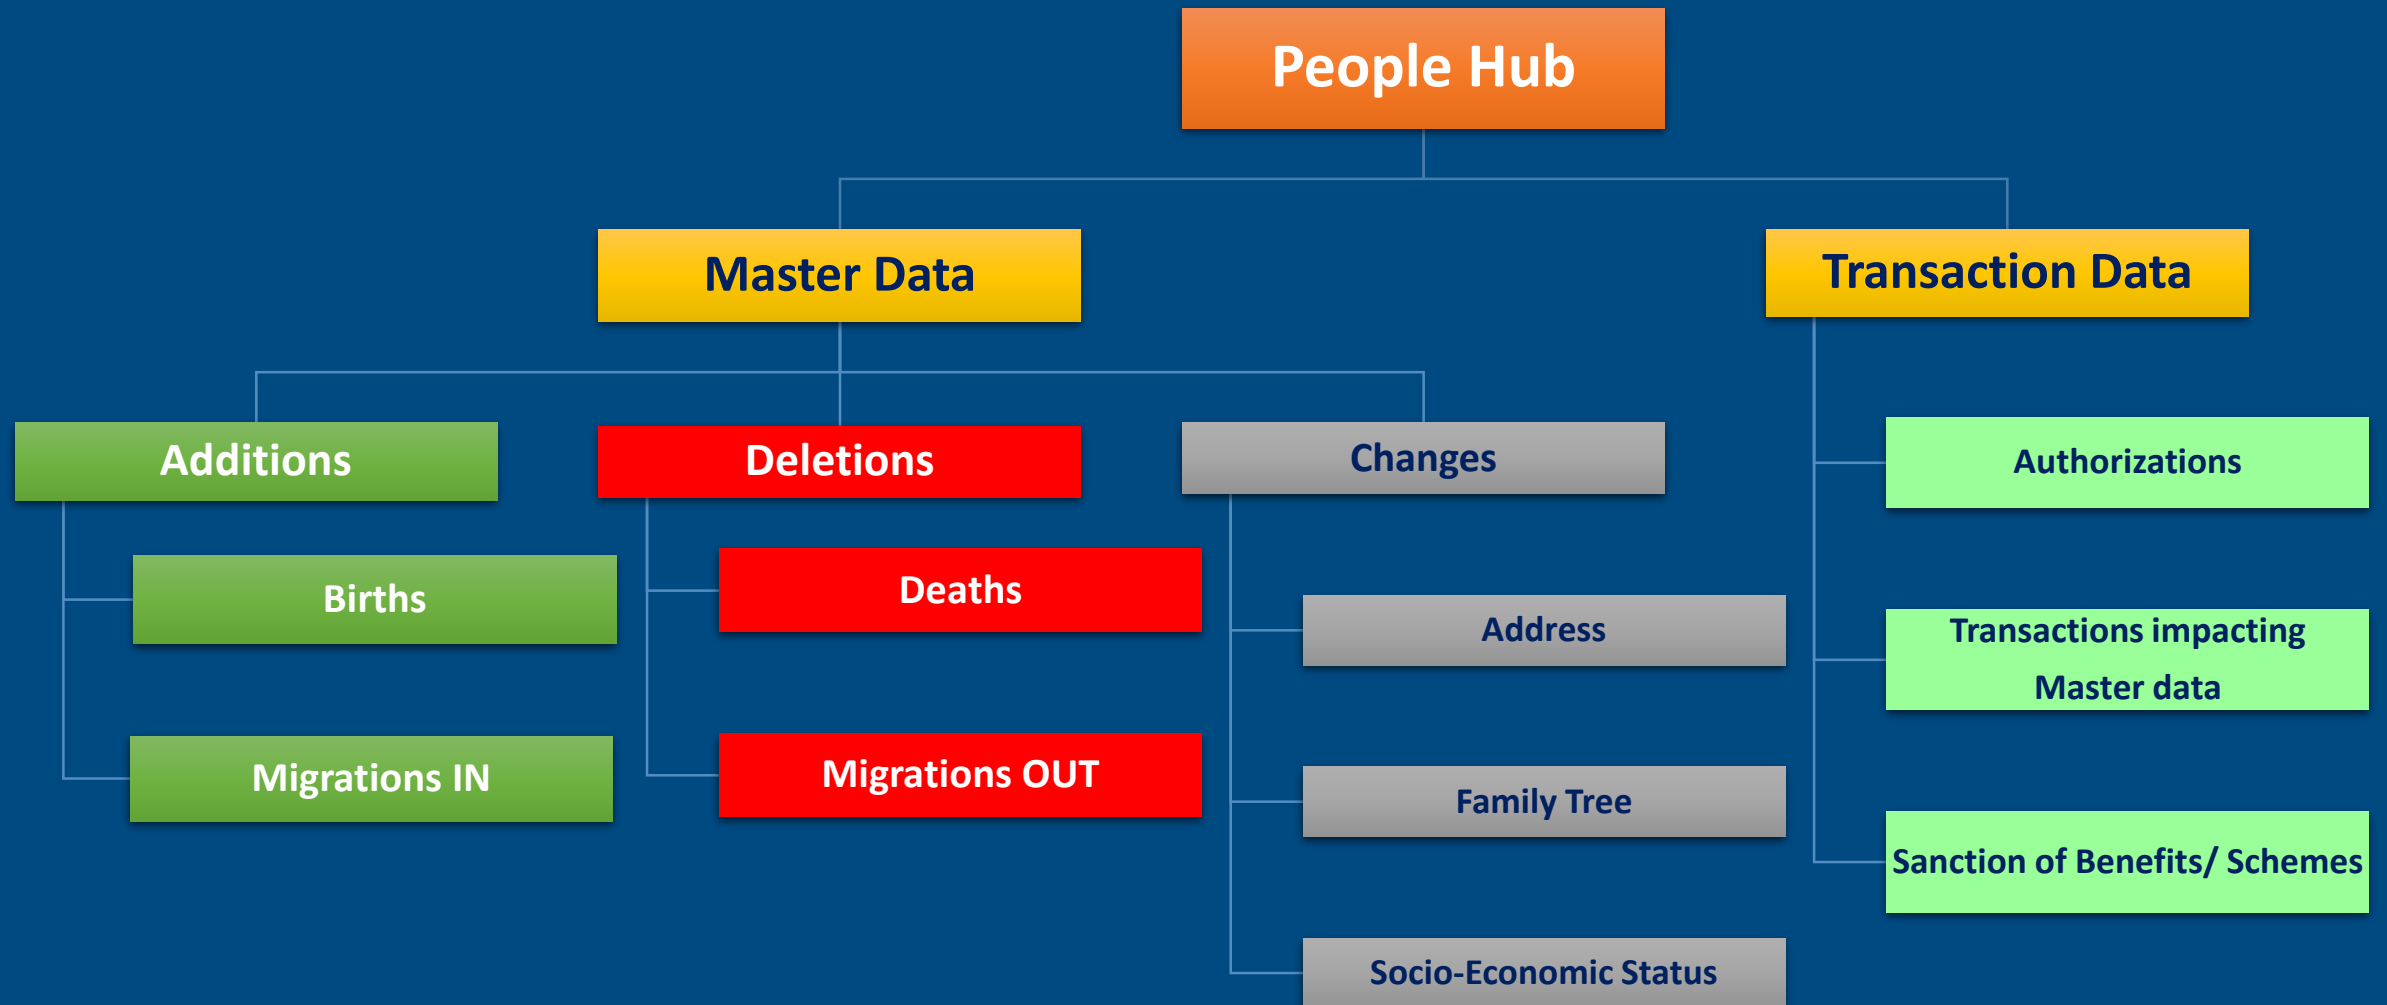 People Hub
Master Data
Transaction Data
Additions
Deletions
Changes
Authorizations
Births
Deaths
Address
Transactions impacting
Master data
Migrations IN
Migrations OUT
Family Tree
Sanction of Benefits/ Schemes
Socio-Economic Status